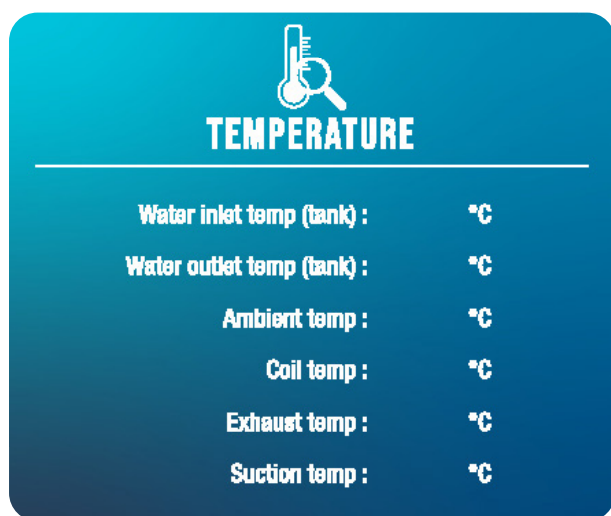 TEMPERATURE
Water inlet temp (tank) : °C
Water outlet temp (tank) : °C
Ambient temp : °C
Coil temp : °C
Exhaust temp : °C
Suction temp : °C